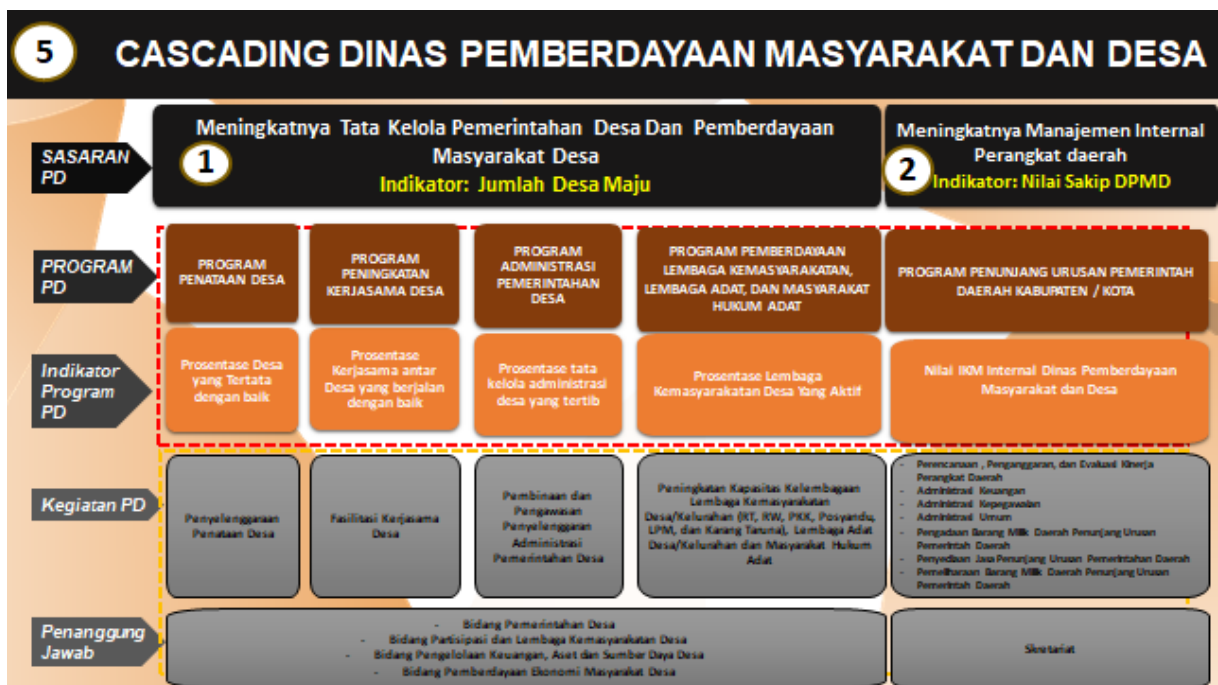 5
CASCADING DINAS PEMBERDAYAAN MASYARAKAT DAN DESA
SASARAN
PD
Meningkatnya Tata Kelola Pemerintahan Desa Dan Pemberdayaan
Masyarakat Desa
1
Indikator: Jumlah Desa Maju
Meningkatnya Manajemen Internal
Perangkat daerah
2
Indikator: Nilai Sakip DPMD
PROGRAM
PD
PROGRAM
PENATAAN DESA
PROGRAM
PENINGKATAN
KERJASAMA DESA
PROGRAM
ADMINISTRASI
PEMERINTAHAN
DESA
PROGRAM PEMBERDAYAAN
LEMBAGA KEMASYARAKATAN,
LEMBAGA ADAT, DAN MASYARAKAT
HUKUM ADAT
PROGRAM PENUNJANG URUSAN PEMERINTAH
DAERAH KABUPATEN / KOTA
Indikator
Program
PD
Prosentase Desa
yang Tertata
dengan baik
Prosentase
Kerjasama antar
Desa yang berjalan
dengan baik
Prosentase tata
kelola administrasi
desa yang tertib
Prosentase Lembaga
Kemasyarakatan Desa Yang Aktif
Nilai IKM Internal Dinas Pemberdayaan
Masyarakat dan Desa
Kegiatan PD
Penyelenggaraan
Penataan Desa
Fasilitasi Kerjasama
Desa
Pembinaan dan
Pengawasan
Penyelenggaran
Administrasi
Pemerintahan Desa
Peningkatan Kapasitas Kelembagaan
Lembaga Kemasyarakatan
Desa/Kelurahan (RT, RW, PKK, Posyandu,
LPM, dan Karang Taruna), Lembaga Adat
Desa/Kelurahan dan Masyarakat Hukum
Adat
- Perencanaan , Penganggaran, dan Evaluasi Kinerja
Perangkat Daerah
- Administrasi Keuangan
- Administrasi Kepegawaian
- Administrasi Umum
- Pengadaan Barang Milik Daerah Penunjang Urusan
Pemerintah Daerah
- Penyediaan Jasa Penunjang Urusan Pemerintahan Daerah
- Pemeliharaan Barang Milik Daerah Penunjang Urusan
Pemerintah Daerah
Penanggung
Jawab
- Bidang Pemerintahan Desa
- Bidang Partisipasi dan Lembaga Kemasyarakatan Desa
- Bidang Pengelolaan Keuangan, Aset dan Sumber Daya Desa
- Bidang Pemberdayaan Ekonomi Masyarakat Desa
Skretariat